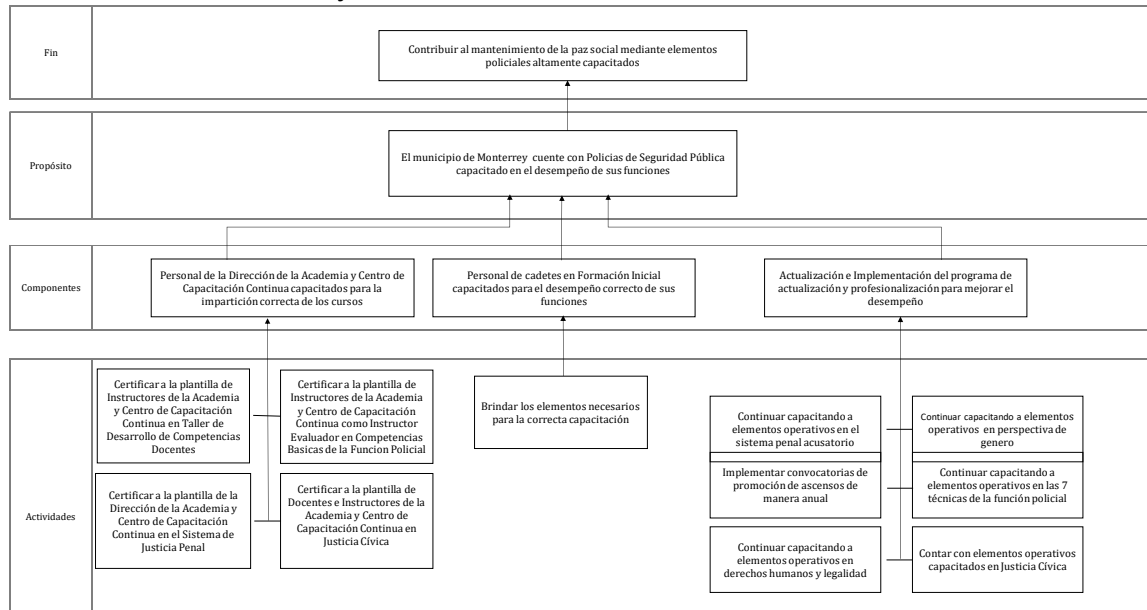 Fin
Contribuir al mantenimiento de la paz social mediante elementos
policiales altamente capacitados
Propósito
El municipio de Monterrey cuente con Policias de Seguridad Pública
capacitado en el desempeño de sus funciones
Componentes
Personal de la Dirección de la Academia y Centro de
Capacitación Continua capacitados para la
impartición correcta de los cursos
Personal de cadetes en Formación Inicial
capacitados para el desempeño correcto de sus
funciones
Actualización e Implementación del programa de
actualización y profesionalización para mejorar el
desempeño
Actividades
Certificar a la plantilla de
Instructores de la Academia
y Centro de Capacitación
Continua en Taller de
Desarrollo de Competencias
Docentes
Certificar a la plantilla de
Instructores de la Academia
y Centro de Capacitación
Continua como Instructor
Evaluador en Competencias
Basicas de la Funcion Policial
Certificar a la plantilla de la
Dirección de la Academia y
Centro de Capacitación
Continua en el Sistema de
Justicia Penal
Certificar a la plantilla de
Docentes e Instructores de la
Academia y Centro de
Capacitación Continua en
Justicia Cívica
Brindar los elementos necesarios
para la correcta capacitación
Continuar capacitando a
elementos operativos en el
sistema penal acusatorio
Continuar capacitando a elementos
operativos en perspectiva de
genero
Implementar convocatorias de
promoción de ascensos de
manera anual
Continuar capacitando a
elementos operativos en las 7
técnicas de la función policial
Continuar capacitando a
elementos operativos en
derechos humanos y legalidad
Contar con elementos operativos
capacitados en Justicia Cívica